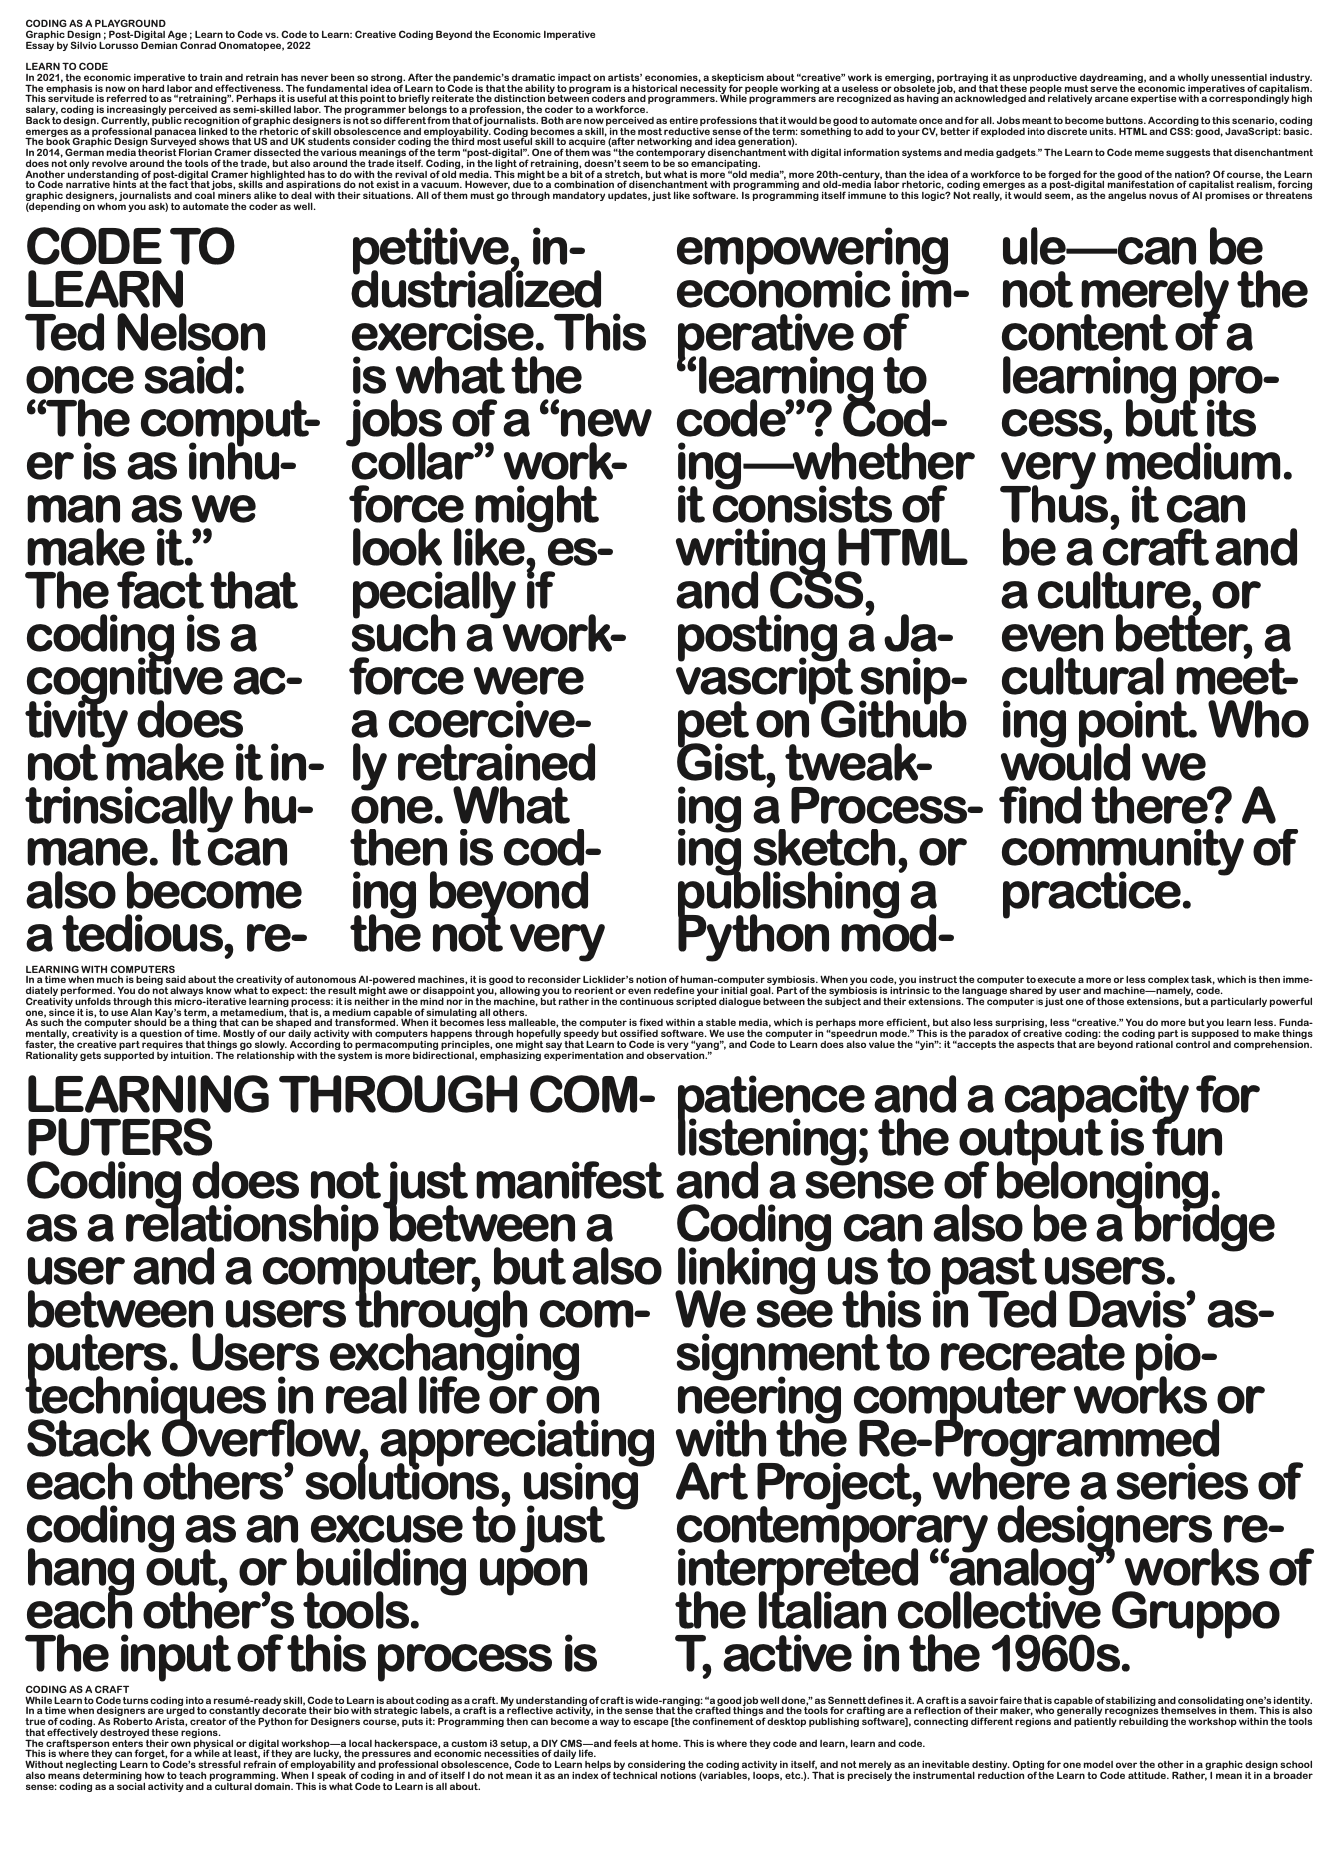 CODING AS A PLAYGROUND
Graphic Design ; Post-Digital Age ; Learn to Code vs. Code to Learn: Creative Coding Beyond the Economic Imperative
Essay by Silvio Lorusso Demian Conrad Onomatopee, 2022
LEARN TO CODE
In 2021, the economic imperative to train and retrain has never been so strong. After the pandemic's dramatic impact on artists' economies, a skepticism about “creative” work is emerging, portraying it as unproductive daydreaming, and a wholly unessential industry.
The emphasis is now on hard labor and effectiveness. The fundamental idea of Learn to Code is that the ability to program is a historical necessity for people working at a useless or obsolete job, and that these people must serve the economic imperatives of capitalism.
This servitude is referred to as “retraining”. Perhaps it is useful at this point to briefly reiterate the distinction between coders and programmers. While programmers are recognized as having an acknowledged and relatively arcane expertise with a correspondingly high
salary, coding is increasingly perceived as semi-skilled labor. The programmer belongs to a profession, the coder to a workforce.
Back to design. Currently, public recognition of graphic designers is not so different from that of journalists. Both are now perceived as entire professions that it would be good to automate once and for all. Jobs meant to become buttons. According to this scenario, coding
emerges as a professional panacea linked to the rhetoric of skill obsolescence and employability. Coding becomes a skill, in the most reductive sense of the term: something to add to your CV, better if exploded into discrete units. HTML and CSS: good, JavaScript: basic.
The book Graphic Design Surveyed shows that US and UK students consider coding the third most useful skill to acquire (after networking and idea generation).
In 2014, German media theorist Florian Cramer dissected the various meanings of the term “post-digital”. One of them was “the contemporary disenchantment with digital information systems and media gadgets.” The Learn to Code meme suggests that disenchantment
does not only revolve around the tools of the trade, but also around the trade itself. Coding, in the light of retraining, doesn't seem to be so emancipating.
Another understanding of post-digital Cramer highlighted has to do with the revival of old media. This might be a bit of a stretch, but what is more “old media”, more 20th-century, than the idea of a workforce to be forged for the good of the nation? Of course, the Learn
to Code narrative hints at the fact that jobs, skills and aspirations do not exist in a vacuum. However, due to a combination of disenchantment with programming and old-media labor rhetoric, coding emerges as a post-digital manifestation of capitalist realism, forcing
graphic designers, journalists and coal miners alike to deal with their situations. All of them must go through mandatory updates, just like software. Is programming itself immune to this logic? Not really, it would seem, as the angelus novus of AI promises or threatens
(depending on whom you ask) to automate the coder as well.
CODE TO
LEARN
Ted Nelson
once said:
“The comput-
er is as inhu-
man as we
make it.”
The fact that
coding is a
cognitive ac-
tivity does
not make it in-
trinsically hu-
mane. It can
also become
a tedious, re-
petitive, in-
dustrialized
exercise. This
is what the
jobs of a “new
collar” work-
force might
look like, es-
pecially if
such a work-
force were
a coercive-
ly retrained
one. What
then is cod-
ing beyond
the not very
empowering
economic im-
perative of
“learning to
code”? Cod-
ing—whether
it consists of
writing HTML
and CSS,
posting a Ja-
vascript snip-
pet on Github
Gist, tweak-
ing a Process-
ing sketch, or
publishing a
Python mod-
ule—can be
not merely the
content of a
learning pro-
cess, but its
very medium.
Thus, it can
be a craft and
a culture, or
even better, a
cultural meet-
ing point. Who
would we
find there? A
community of
practice.
LEARNING WITH COMPUTERS
In a time when much is being said about the creativity of autonomous AI-powered machines, it is good to reconsider Licklider's notion of human-computer symbiosis. When you code, you instruct the computer to execute a more or less complex task, which is then imme-
diately performed. You do not always know what to expect: the result might awe or disappoint you, allowing you to reorient or even redefine your initial goal. Part of the symbiosis is intrinsic to the language shared by user and machine—namely, code.
Creativity unfolds through this micro-iterative learning process: it is neither in the mind nor in the machine, but rather in the continuous scripted dialogue between the subject and their extensions. The computer is just one of those extensions, but a particularly powerful
one, since it is, to use Alan Kay's term, a metamedium, that is, a medium capable of simulating all others.
As such the computer should be a thing that can be shaped and transformed. When it becomes less malleable, the computer is fixed within a stable media, which is perhaps more efficient, but also less surprising, less “creative.” You do more but you learn less. Funda-
mentally, creativity is a question of time. Mostly of our daily activity with computers happens through hopefully speedy but ossified software. We use the computer in “speedrun mode.” This is the paradox of creative coding: the coding part is supposed to make things
faster, the creative part requires that things go slowly. According to permacomputing principles, one might say that Learn to Code is very “yang”, and Code to Learn does also value the “yin”: it “accepts the aspects that are beyond rational control and comprehension.
Rationality gets supported by intuition. The relationship with the system is more bidirectional, emphasizing experimentation and observation.”
LEARNING THROUGH COM-
PUTERS
Coding does not just manifest
as a relationship between a
user and a computer, but also
between users through com-
puters. Users exchanging
techniques in real life or on
Stack Overflow, appreciating
each others' solutions, using
coding as an excuse to just
hang out, or building upon
each other's tools.
The input of this process is
patience and a capacity for
listening; the output is fun
and a sense of belonging.
Coding can also be a bridge
linking us to past users.
We see this in Ted Davis' as-
signment to recreate pio-
neering computer works or
with the Re-Programmed
Art Project, where a series of
contemporary designers re-
interpreted “analog” works of
the Italian collective Gruppo
T, active in the 1960s.
CODING AS A CRAFT
While Learn to Code turns coding into a resumé-ready skill, Code to Learn is about coding as a craft. My understanding of craft is wide-ranging: “a good job well done,” as Sennett defines it. A craft is a savoir faire that is capable of stabilizing and consolidating one's identity.
In a time when designers are urged to constantly decorate their bio with strategic labels, a craft is a reflective activity, in the sense that the crafted things and the tools for crafting are a reflection of their maker, who generally recognizes themselves in them. This is also
true of coding. As Roberto Arista, creator of the Python for Designers course, puts it: Programming then can become a way to escape [the confinement of desktop publishing software], connecting different regions and patiently rebuilding the workshop within the tools
that effectively destroyed these regions.
The craftsperson enters their own physical or digital workshop—a local hackerspace, a custom i3 setup, a DIY CMS—and feels at home. This is where they code and learn, learn and code.
This is where they can forget, for a while at least, if they are lucky, the pressures and economic necessities of daily life.
Without neglecting Learn to Code's stressful refrain of employability and professional obsolescence, Code to Learn helps by considering the coding activity in itself, and not merely as an inevitable destiny. Opting for one model over the other in a graphic design school
also means determining how to teach programming. When I speak of coding in and of itself I do not mean it as an index of technical notions (variables, loops, etc.). That is precisely the instrumental reduction of the Learn to Code attitude. Rather, I mean it in a broader
sense: coding as a social activity and a cultural domain. This is what Code to Learn is all about.